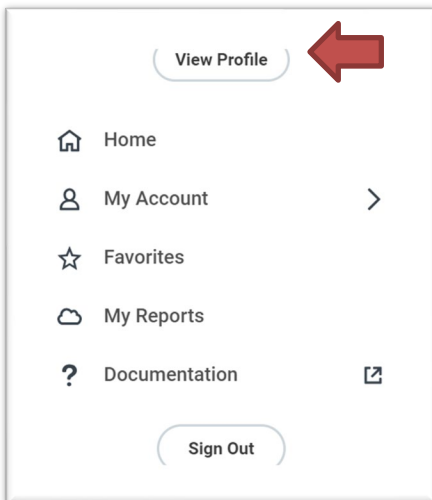 View Profile
Home
My Account
Favorites
My Reports
Documentation
Sign Out